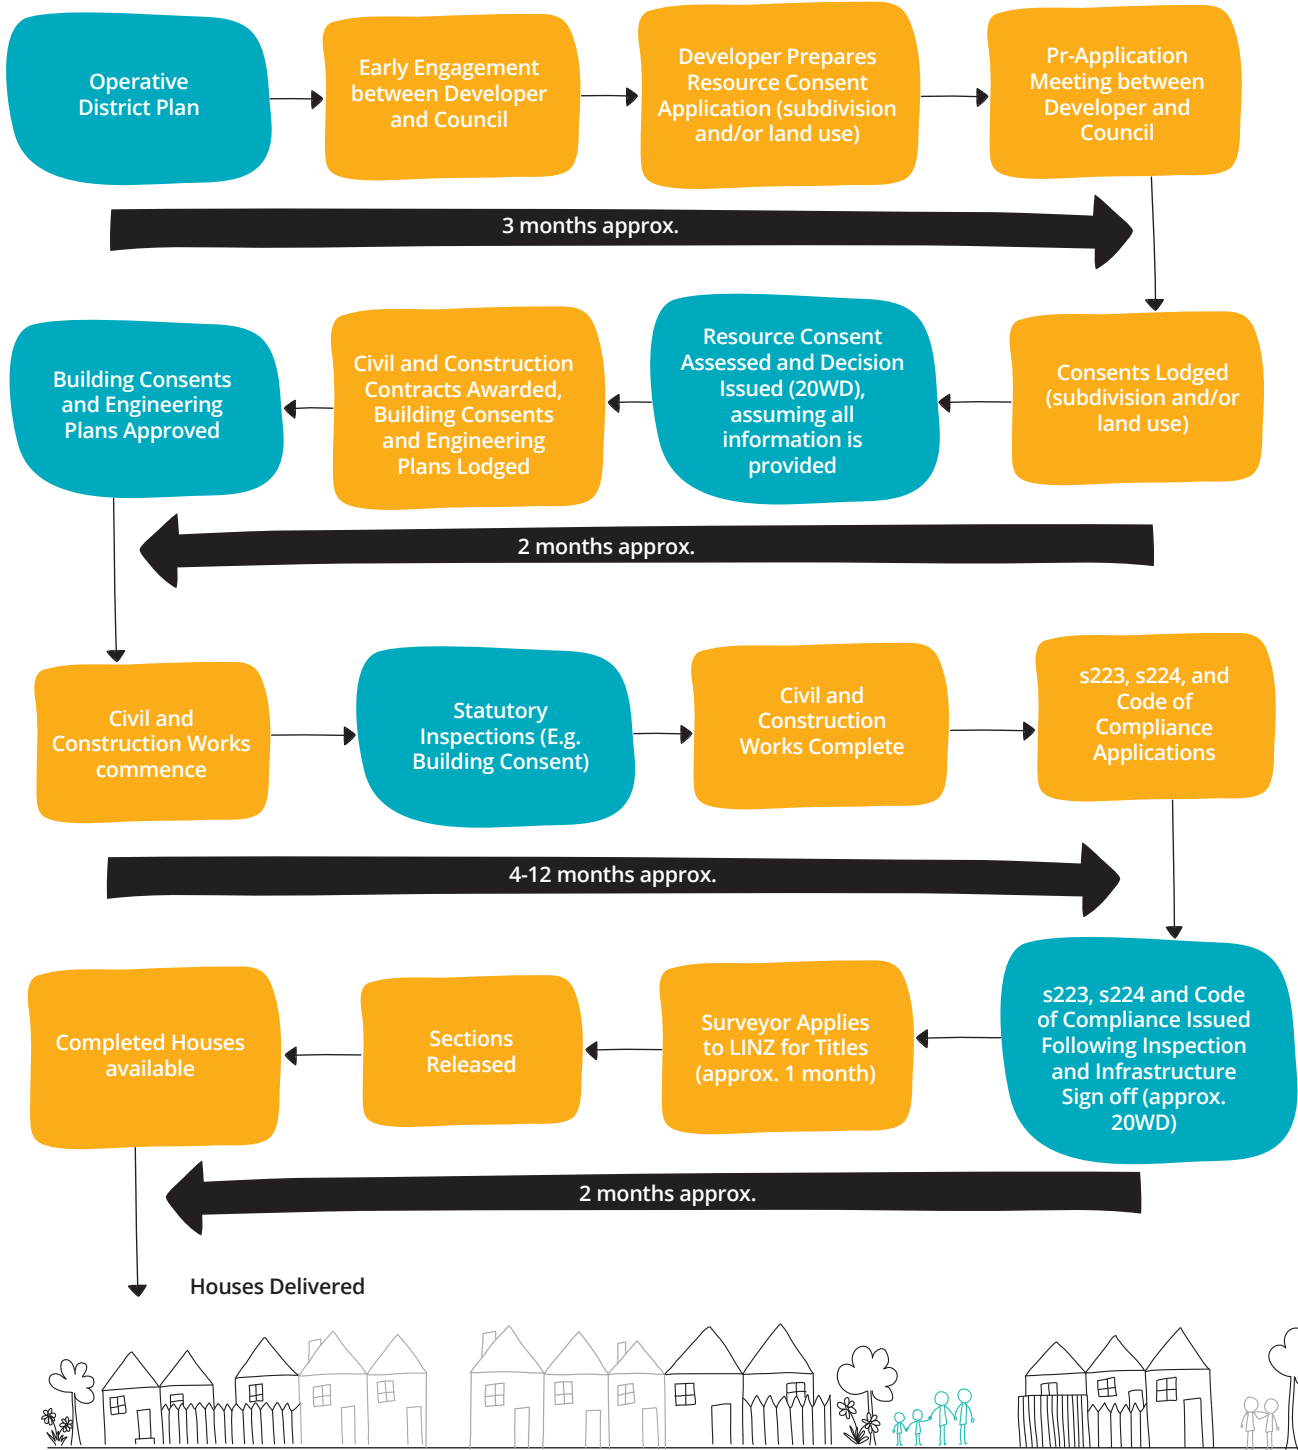 Operative
District Plan
Early Engagement
between Developer
and Council
Developer Prepares
Resource Consent
Application (subdivision
and/or land use)
Pr-Application
Meeting between
Developer and
Council
3 months approx.
Consents Lodged
(subdivision and/or
land use)
Resource Consent
Assessed and Decision
Issued (20WD),
assuming all
information is
provided
Civil and Construction
Contracts Awarded,
Building Consents
and Engineering
Plans Lodged
Building Consents
and Engineering
Plans Approved
2 months approx.
Civil and
Construction Works
commence
Statutory
Inspections (E.g.
Building Consent)
Civil and
Construction
Works Complete
s223, s224, and
Code of
Compliance
Applications
4-12 months approx.
s223, s224 and Code
of Compliance Issued
Following Inspection
and Infrastructure
Sign off (approx.
20WD)
Surveyor Applies
to LINZ for Titles
(approx. 1 month)
Sections
Released
Completed Houses
available
2 months approx.
Houses Delivered